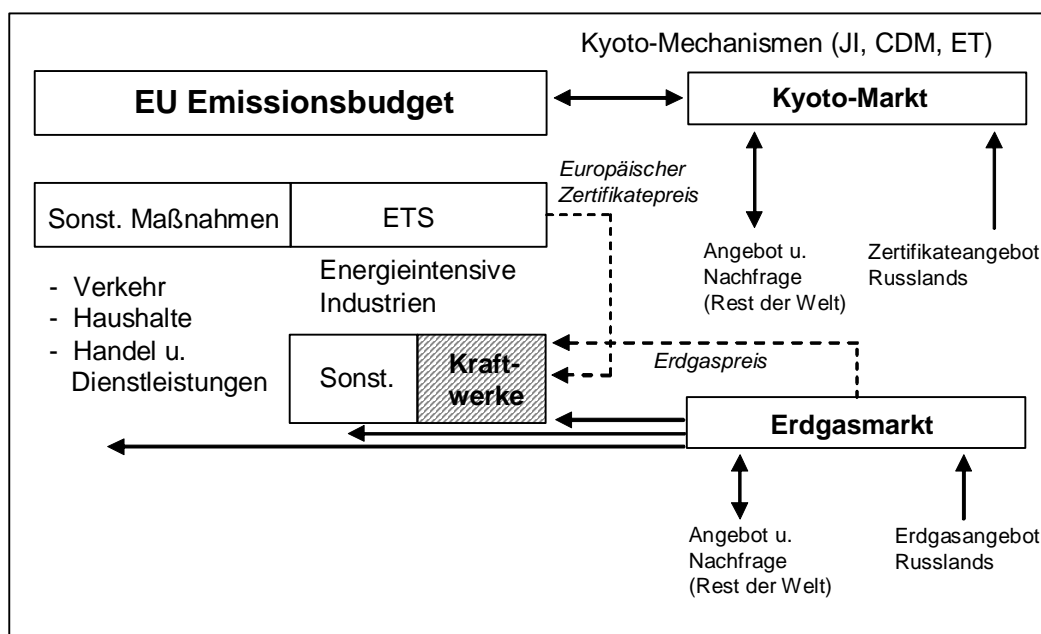 Kyoto-Mechanismen (JI, CDM, ET)
EU Emissionsbudget
Kyoto-Markt
Europäischer
Zertifikatepreis
Sonst. Maßnahmen
ETS
Angebot u.
Nachfrage
(Rest der Welt)
Zertifikateangebot
Russlands
Energieintensive
Industrien
- Verkehr
- Haushalte
- Handel u.
Dienstleistungen
Sonst.
Kraft-
werke
Erdgaspreis
Erdgasmarkt
Angebot u.
Nachfrage
(Rest der Welt)
Erdgasangebot
Russlands